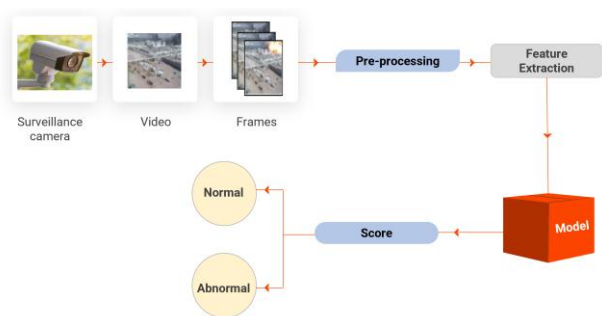 Surveillance
camera
Video
Frames
Pre-processing
Feature
Extraction
Model
Score
Normal
Abnormal